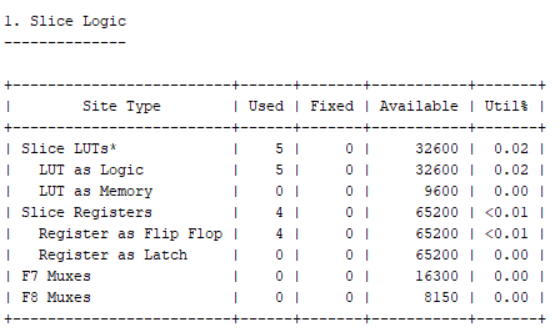 1. Slice Logic
--------------
+-------------------------+------+-------+-----------+-------+
|        Site Type        | Used | Fixed | Available | Util% |
+-------------------------+------+-------+-----------+-------+
| Slice LUTs*             |    5 |     0 |     32600 |  0.02 |
|   LUT as Logic          |    5 |     0 |     32600 |  0.02 |
|   LUT as Memory         |    0 |     0 |      9600 |  0.00 |
| Slice Registers         |    4 |     0 |     65200 | <0.01 |
|   Register as Flip Flop |    4 |     0 |     65200 | <0.01 |
|   Register as Latch     |    0 |     0 |     65200 |  0.00 |
| F7 Muxes                |    0 |     0 |     16300 |  0.00 |
| F8 Muxes                |    0 |     0 |      8150 |  0.00 |
+-------------------------+------+-------+-----------+-------+